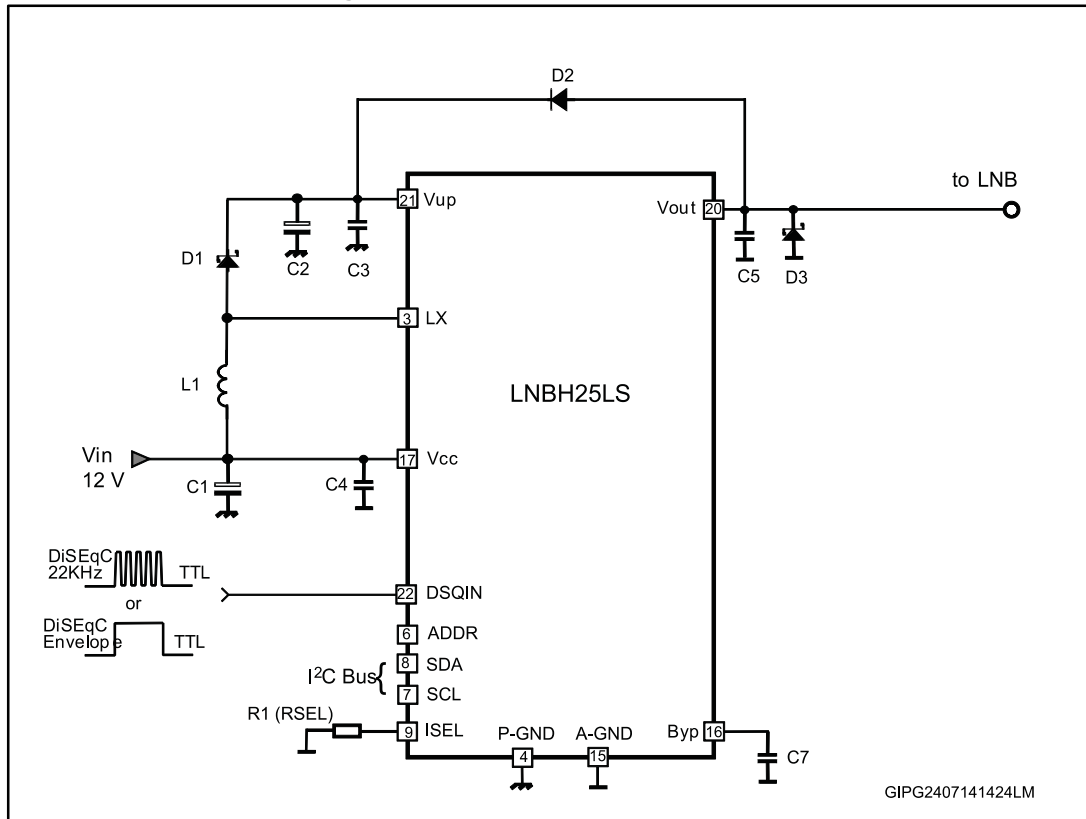 D2
to LNB
21 Vup
Vout 20
D1
C2
C3
C5
D3
3 LX
L1
LNBH25LS
Vin
12 V
17 Vcc
C1
C4
DiSEqC
22KHz
TTL
or
DiSEqC
Envelope
TTL
22 DSQIN
6 ADDR
8 SDA
I²C Bus{
7 SCL
R1 (RSEL)
9 ISEL
P-GND
4
A-GND
15
Byp 16
C7
GIPG2407141424LM